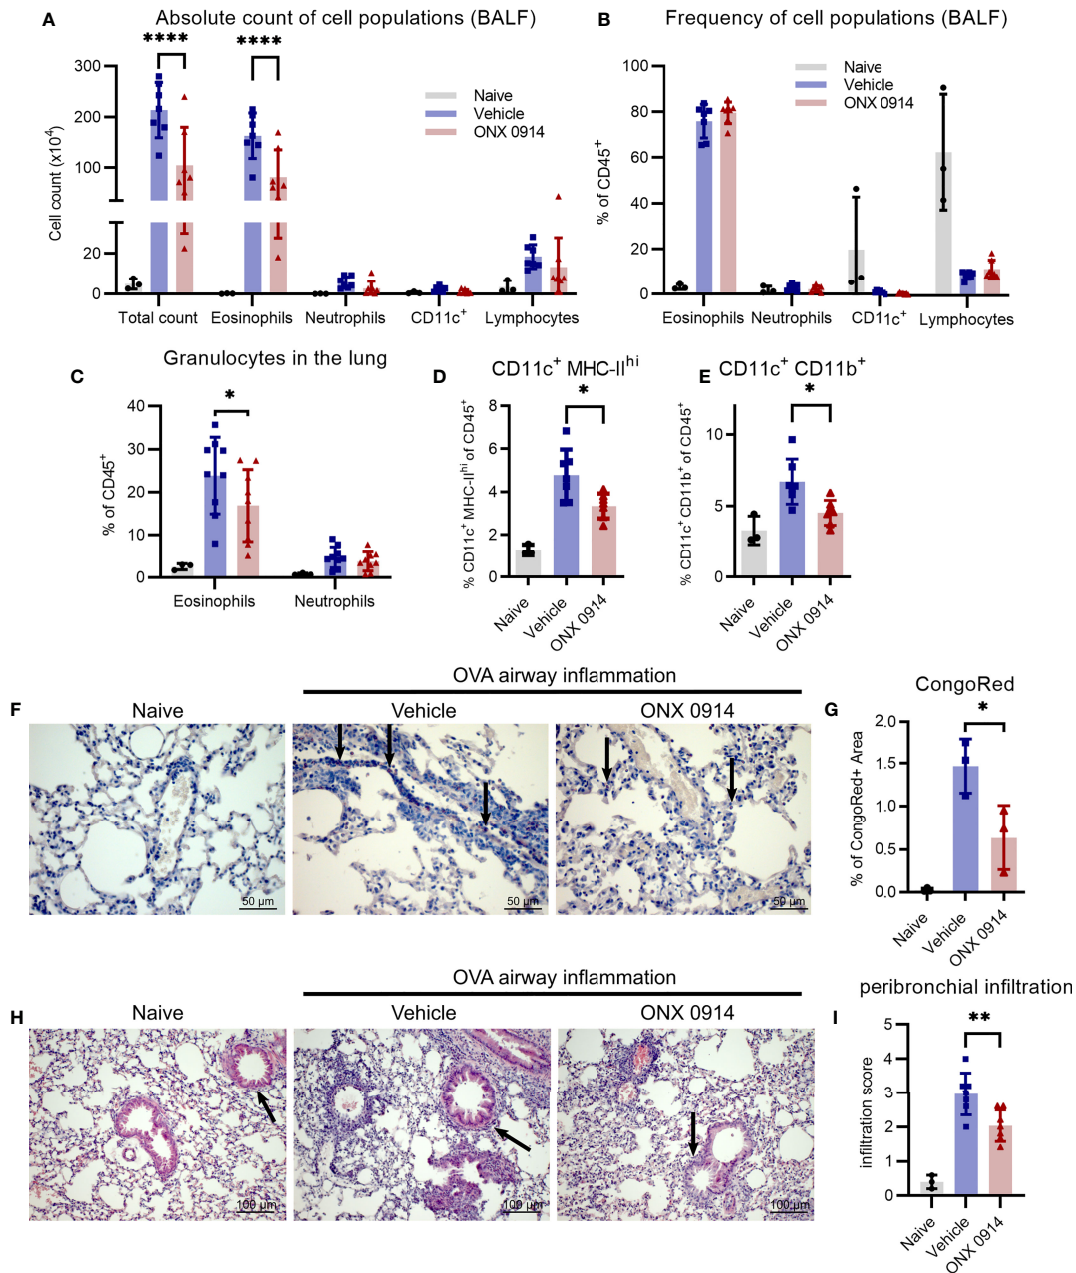 A Absolute count of cell populations (BALF)
**** ****
Cell count (x10⁴)
300
200
100
20
0
Naive
Vehicle
ONX 0914
Total count Eosinophils Neutrophils CD11c⁺ Lymphocytes
B Frequency of cell populations (BALF)
% of CD45⁺
100
80
60
40
20
0
Naive
Vehicle
ONX 0914
Eosinophils Neutrophils CD11c⁺ Lymphocytes
C Granulocytes in the lung
*
% of CD45⁺
40
30
20
10
0
Eosinophils Neutrophils
D CD11c⁺ MHC-IIʰⁱ
*
% CD11c⁺ MHC-IIʰⁱ of CD45⁺
8
6
4
2
0
Naive Vehicle ONX 0914
E CD11c⁺ CD11b⁺
*
% CD11c⁺ CD11b⁺ of CD45⁺
10
5
0
Naive Vehicle ONX 0914
OVA airway inflammation
F Naive Vehicle ONX 0914
50 µm 50 µm 50 µm
G CongoRed
*
% of CongoRed+ Area
2.0
1.5
1.0
0.5
0.0
Naive Vehicle ONX 0914
OVA airway inflammation
H Naive Vehicle ONX 0914
100 µm 100 µm 100 µm
I peribronchial infiltration
**
infiltration score
5
4
3
2
1
0
Naive Vehicle ONX 0914